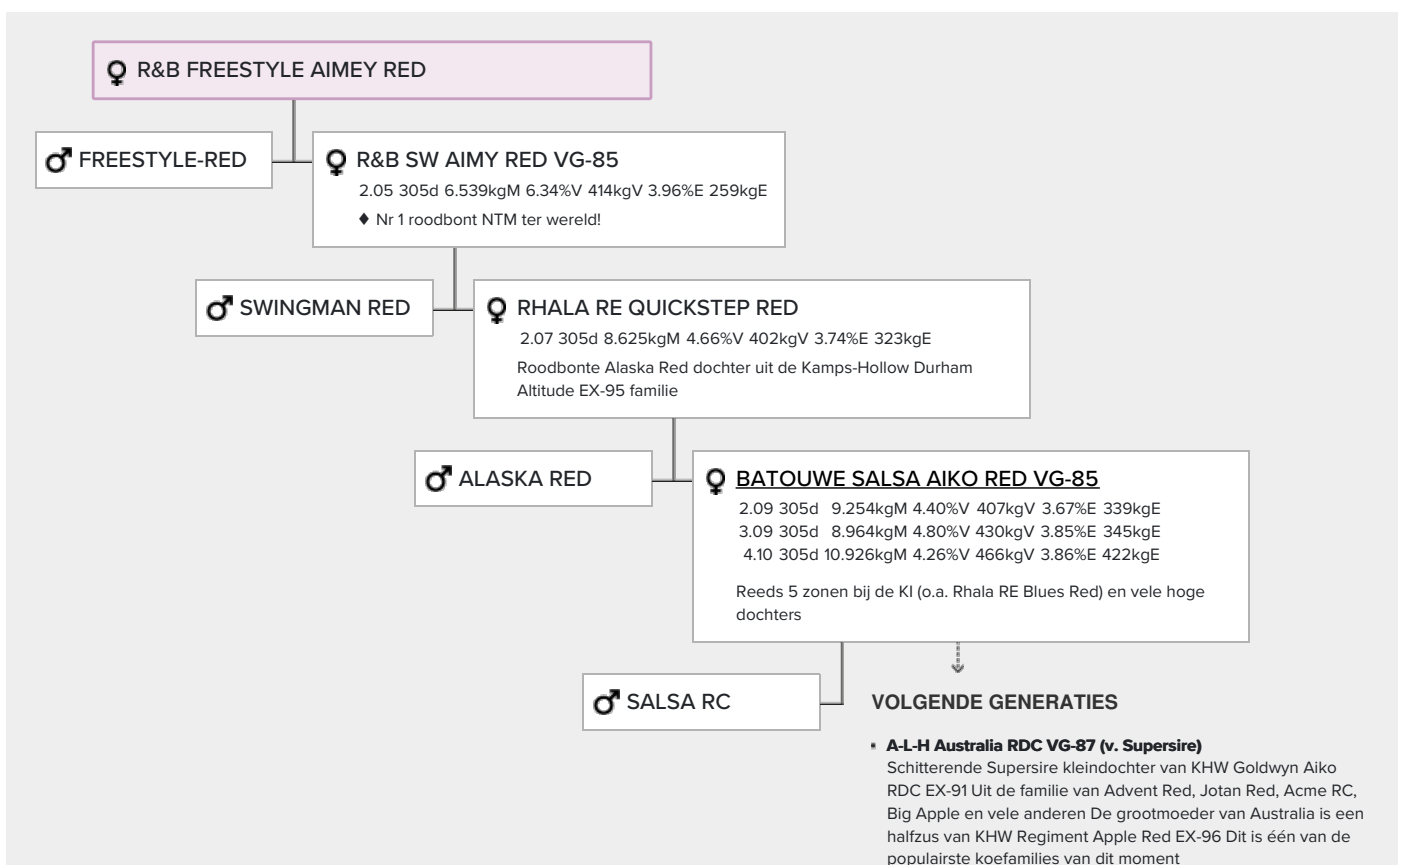 R&B FREESTYLE AIMEY RED
FREESTYLE-RED
R&B SW AIMY RED VG-85
2.05 305d 6.539kgM 6.34%V 414kgV 3.96%E 259kgE
♦ Nr 1 roodbont NTM ter wereld!
SWINGMAN RED
RHALA RE QUICKSTEP RED
2.07 305d 8.625kgM 4.66%V 402kgV 3.74%E 323kgE
Roodbonte Alaska Red dochter uit de Kamps-Hollow Durham
Altitude EX-95 familie
ALASKA RED
BATOUWE SALSA AIKO RED VG-85
2.09 305d 9.254kgM 4.40%V 407kgV 3.67%E 339kgE
3.09 305d 8.964kgM 4.80%V 430kgV 3.85%E 345kgE
4.10 305d 10.926kgM 4.26%V 466kgV 3.86%E 422kgE
Reeds 5 zonen bij de KI (o.a. Rhala RE Blues Red) en vele hoge
dochters
SALSA RC
VOLGENDE GENERATIES
▪ A-L-H Australia RDC VG-87 (v. Supersire)
Schitterende Supersire kleindochter van KHW Goldwyn Aiko
RDC EX-91 Uit de familie van Advent Red, Jotan Red, Acme RC,
Big Apple en vele anderen De grootmoeder van Australia is een
halfzus van KHW Regiment Apple Red EX-96 Dit is één van de
populairste koefamilies van dit moment